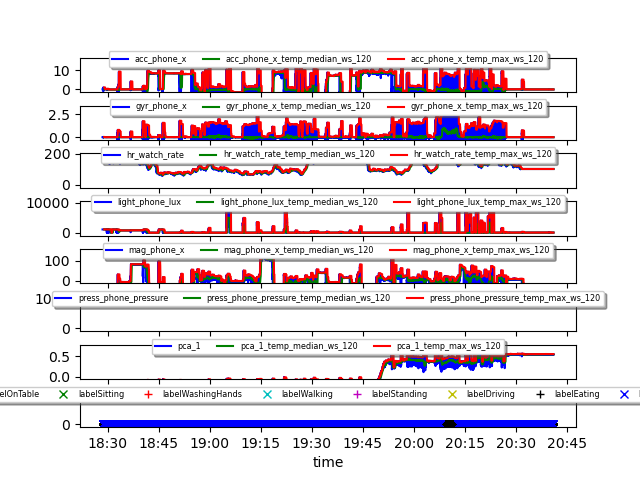 acc_phone_x acc_phone_x_temp_median_ws_120 acc_phone_x_temp_max_ws_120
10
0
gyr_phone_x gyr_phone_x_temp_median_ws_120 gyr_phone_x_temp_max_ws_120
2.5
0.0
hr_watch_rate hr_watch_rate_temp_median_ws_120 hr_watch_rate_temp_max_ws_120
200
0
light_phone_lux light_phone_lux_temp_median_ws_120 light_phone_lux_temp_max_ws_120
10000
0
mag_phone_x mag_phone_x_temp_median_ws_120 mag_phone_x_temp_max_ws_120
100
0
press_phone_pressure press_phone_pressure_temp_median_ws_120 press_phone_pressure_temp_max_ws_120
10
0
pca_1 pca_1_temp_median_ws_120 pca_1_temp_max_ws_120
0.5
0.0
elOnTable labelSitting labelWashingHands labelWalking labelStanding labelDriving labelEating
0
18:30 18:45 19:00 19:15 19:30 19:45 20:00 20:15 20:30 20:45
time